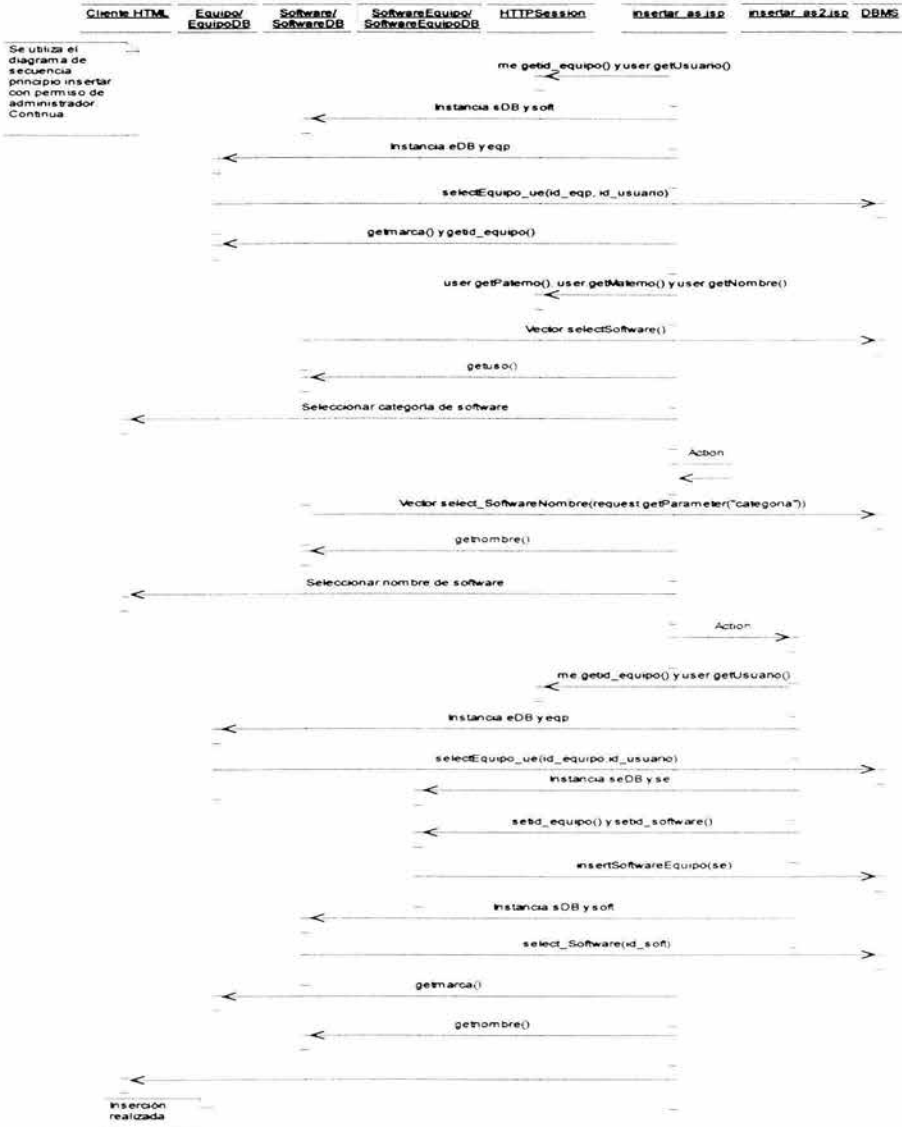 Cliente HTML
Equipo/
EquipoDB
Software/
SoftwareDB
SoftwareEquipo/
SoftwareEquipoDB
HTTPSession
insertar_as.jsp
insertar_as2.jsp
DBMS
Se utiliza el
diagrama de
secuencia
principio insertar
con permiso de
administrador.
Continua.
me.getid_equipo() y user.getUsuario()
Instancia sDB y soft
Instancia eDB y eqp
selectEquipo_ue(id_eqp, id_usuario)
getmarca() y getid_equipo()
user.getPaterno(), user.getMaterno() y user.getNombre()
Vector selectSoftware()
getuso()
Seleccionar categoría de software
Action
Vector select_SoftwareNombre(request.getParameter("categoria"))
getnombre()
Seleccionar nombre de software
Action
me.getid_equipo() y user.getUsuario()
Instancia eDB y eqp
selectEquipo_ue(id_equipo,id_usuario)
Instancia seDB y se
setid_equipo() y setid_software()
insertSoftwareEquipo(se)
Instancia sDB y soft
select_Software(id_soft)
getmarca()
getnombre()
Inserción
realizada